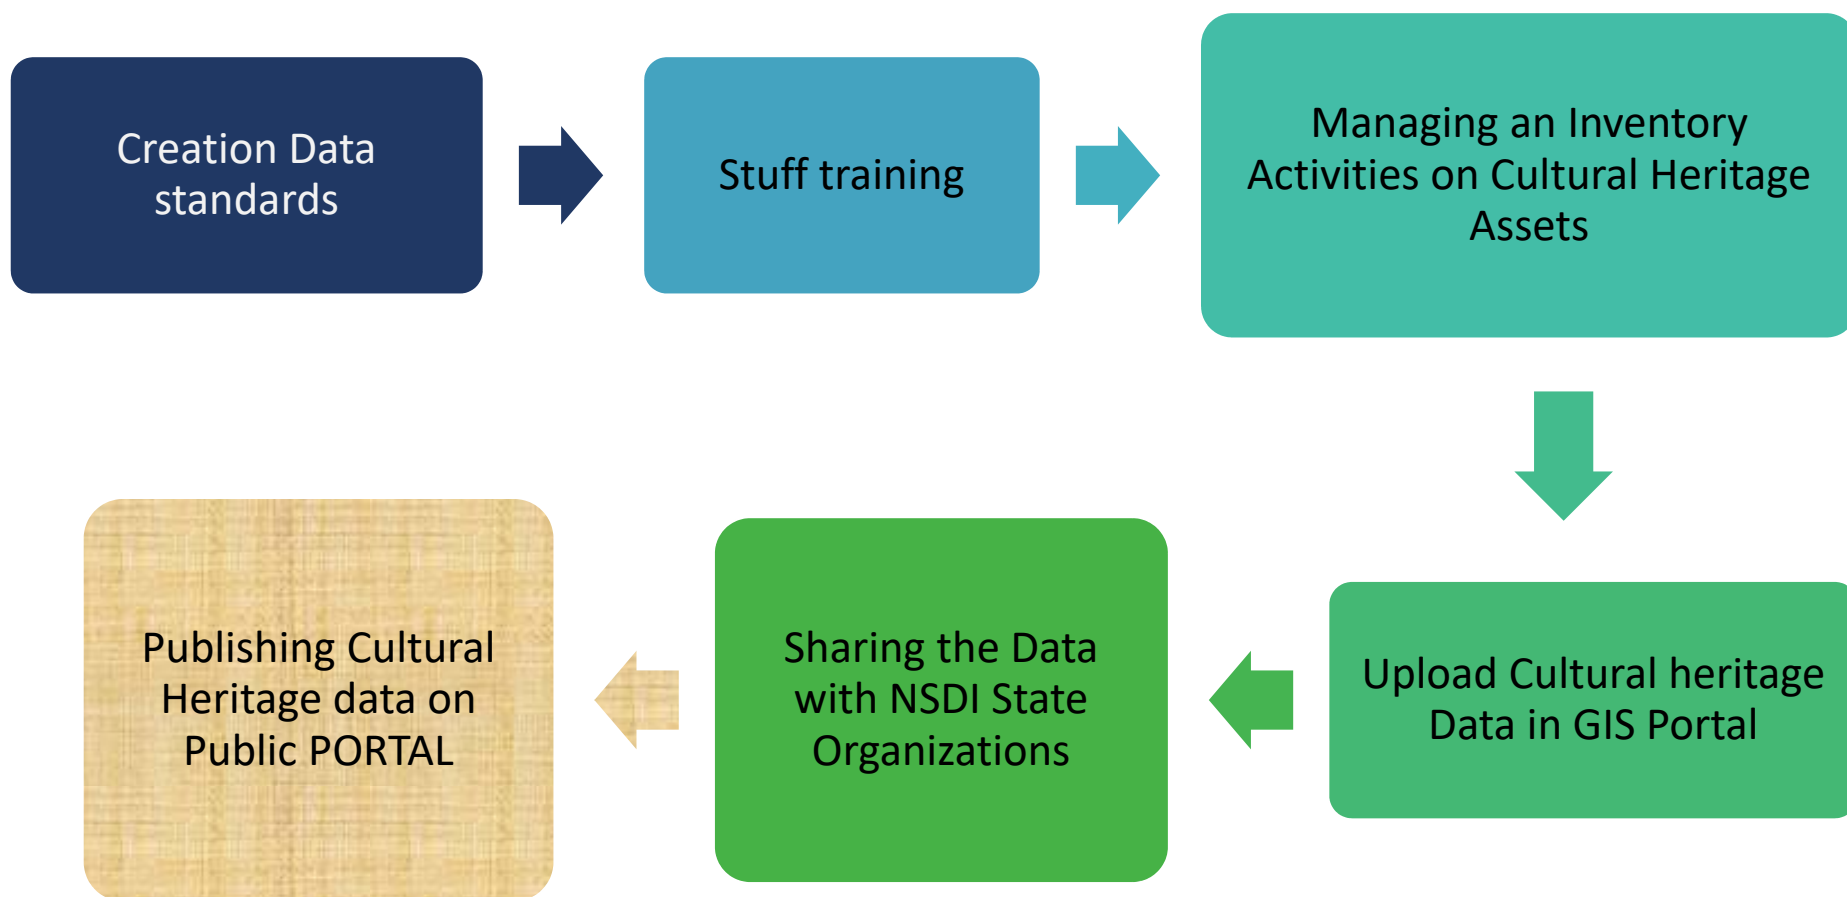 Creation Data
standards
Stuff training
Managing an Inventory
Activities on Cultural Heritage
Assets
Upload Cultural heritage
Data in GIS Portal
Sharing the Data
with NSDI State
Organizations
Publishing Cultural
Heritage data on
Public PORTAL